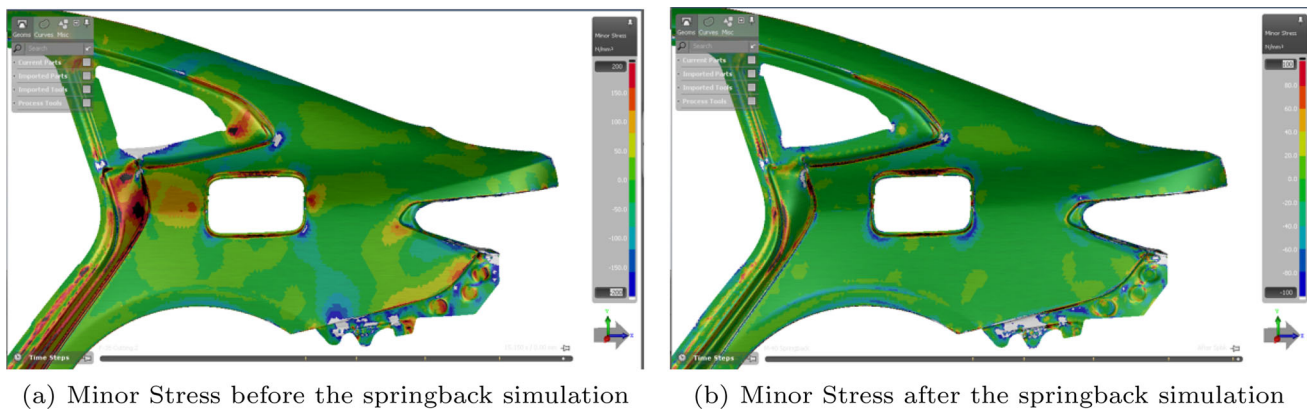 Geoms Curves Misc
Search
Current Parts
Imported Parts
Imported Tools
Process Tools
Time Steps
Minor Stress
N/mm²
200
150.0
100.0
50.0
0.0
-50.0
-100.0
-150.0
-200
Y
(a) Minor Stress before the springback simulation
Geoms Curves Misc
Search
Current Parts
Imported Parts
Imported Tools
Process Tools
Time Steps
Minor Stress
N/mm²
100
80.0
60.0
40.0
20.0
0.0
-20.0
-40.0
-60.0
-80.0
-100
Y
(b) Minor Stress after the springback simulation